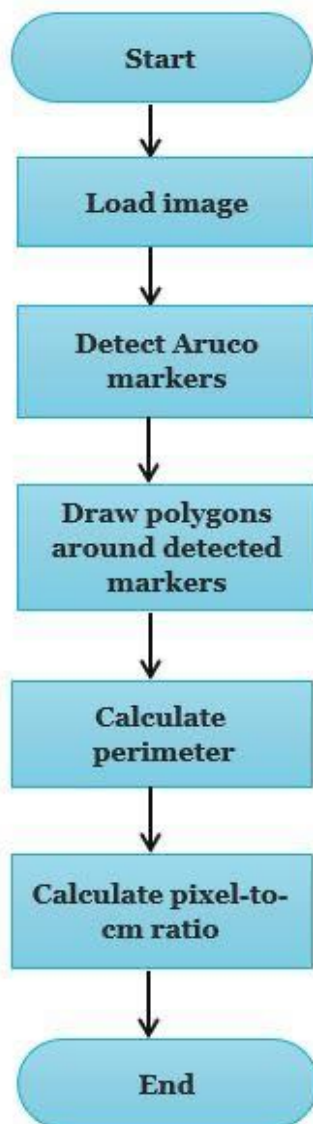 Start
Load image
Detect Aruco
markers
Draw polygons
around detected
markers
Calculate
perimeter
Calculate pixel-to-
cm ratio
End